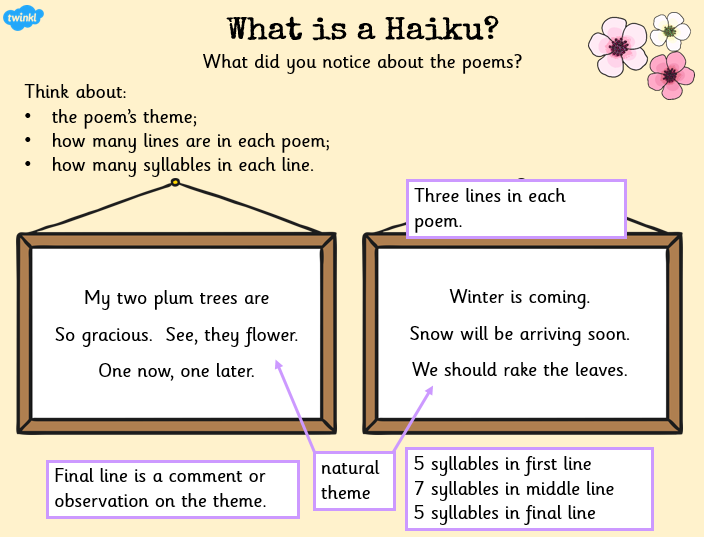 twinkl
What is a Haiku?
What did you notice about the poems?
Think about:
• the poem's theme;
• how many lines are in each poem;
• how many syllables in each line.
Three lines in each
poem.
My two plum trees are
So gracious. See, they flower.
One now, one later.
Winter is coming.
Snow will be arriving soon.
We should rake the leaves.
Final line is a comment or
observation on the theme.
natural
theme
5 syllables in first line
7 syllables in middle line
5 syllables in final line